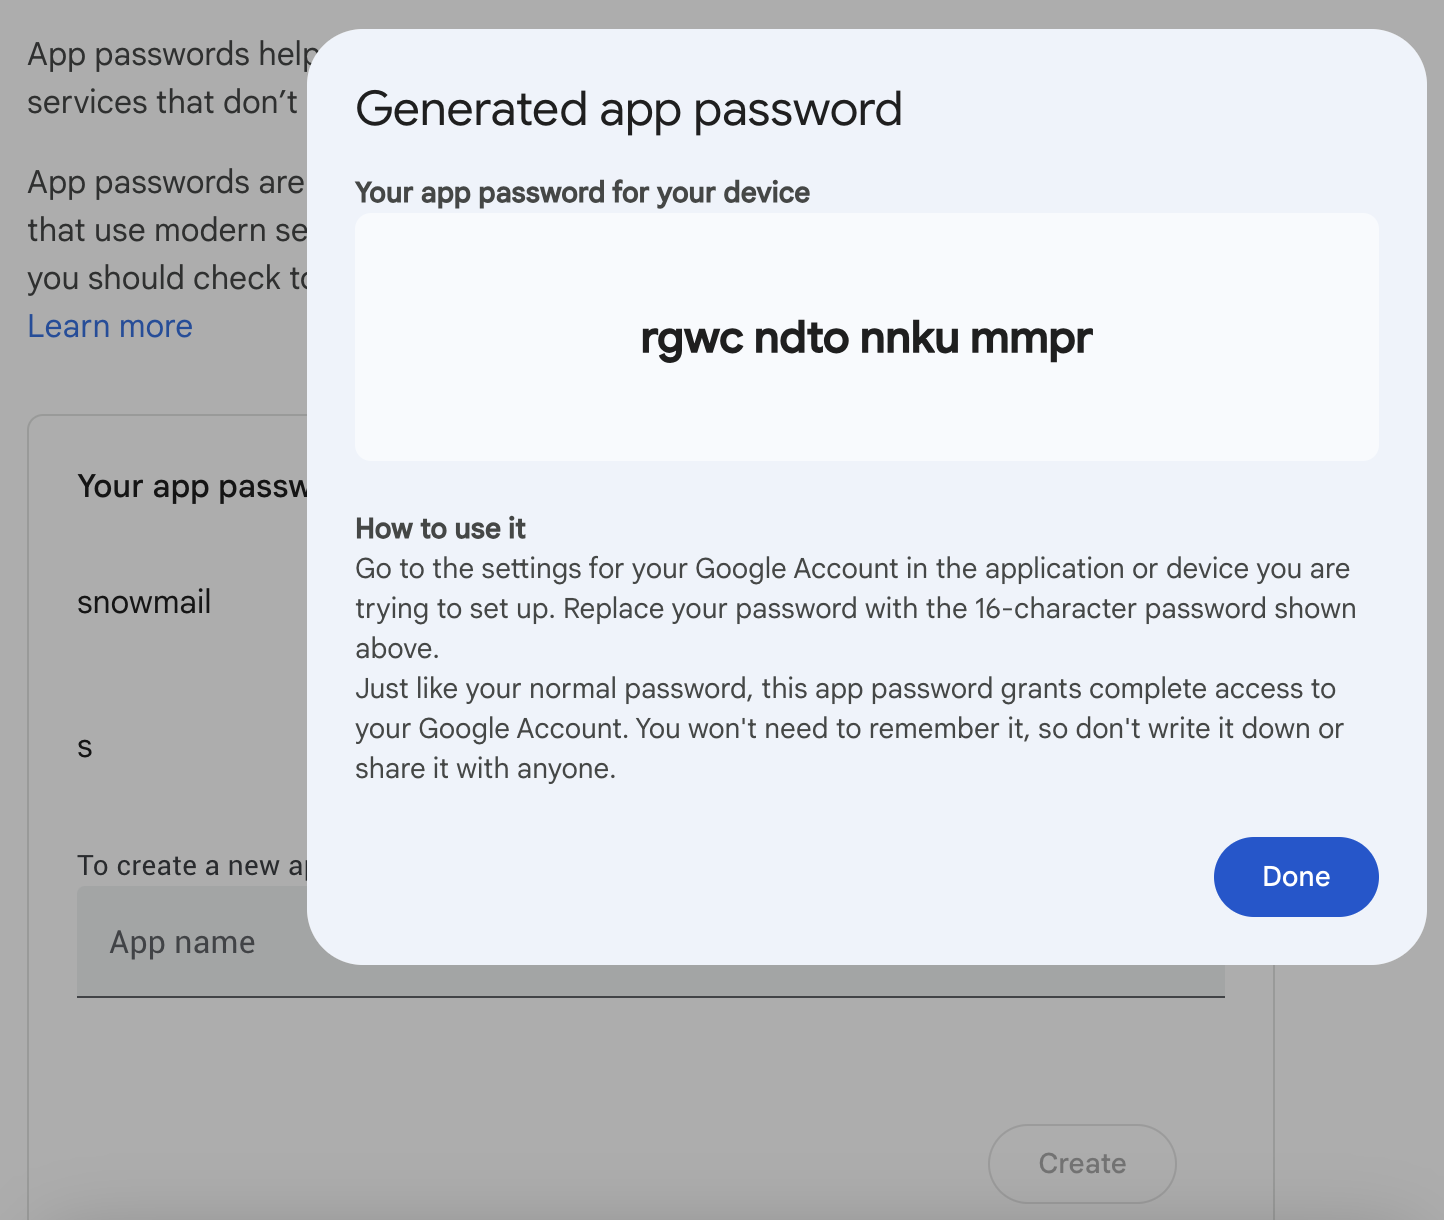 App passwords help
services that don’t
App passwords are
that use modern se
you should check to
Learn more
Your app passw
snowmail
s
To create a new ap
App name
Create
Generated app password
Your app password for your device
rgwc ndto nnku mmpr
How to use it
Go to the settings for your Google Account in the application or device you are
trying to set up. Replace your password with the 16-character password shown
above.
Just like your normal password, this app password grants complete access to
your Google Account. You won't need to remember it, so don't write it down or
share it with anyone.
Done